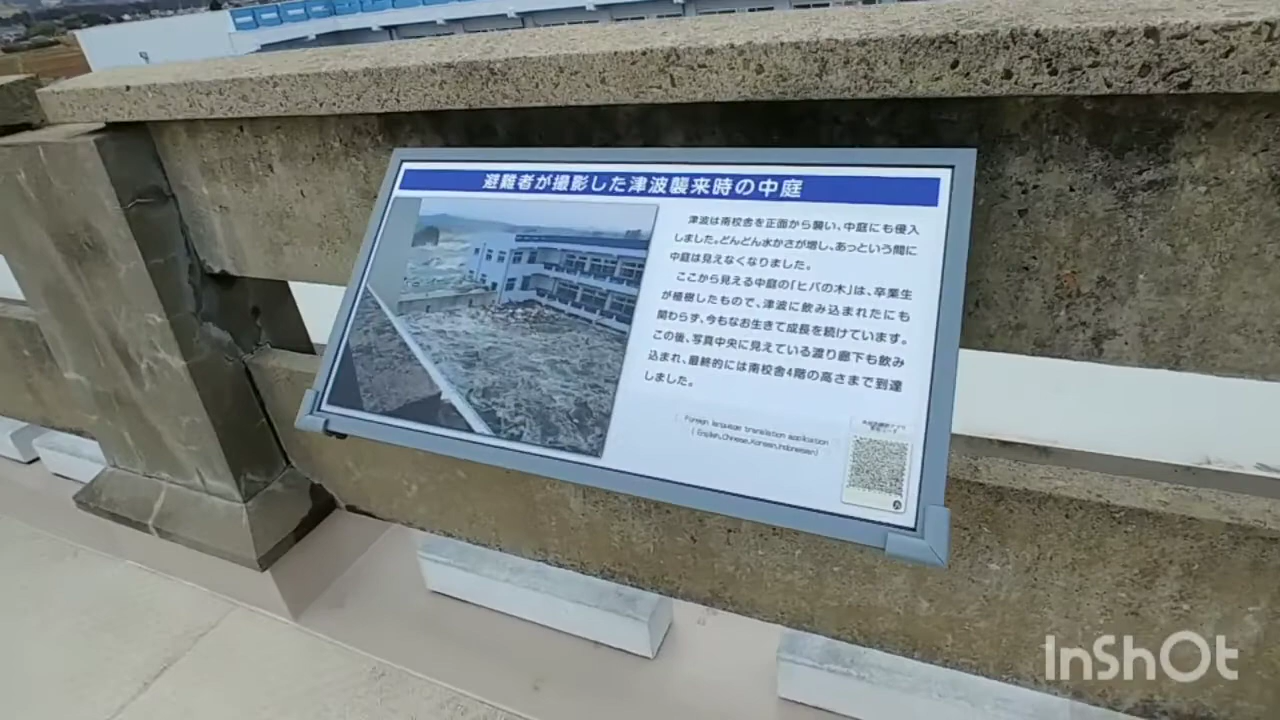 避難者が撮影した津波襲来時の中庭
津波は南校舎を正面から襲い、中庭にも侵入
しました。どんどん水かさが増し、あっという間に
中庭は見えなくなりました。
ここから見える中庭の「ヒバの木」は、卒業生
が植樹したもので、津波に飲み込まれたにも
関わらず、今もなお生きて成長を続けています。
この後、写真中央に見えている渡り廊下も飲み
込まれ、最終的には南校舎4階の高さまで到達
しました。
Foreign language translation application
( English,Chinese,Korean,Indonesian)
InShOt